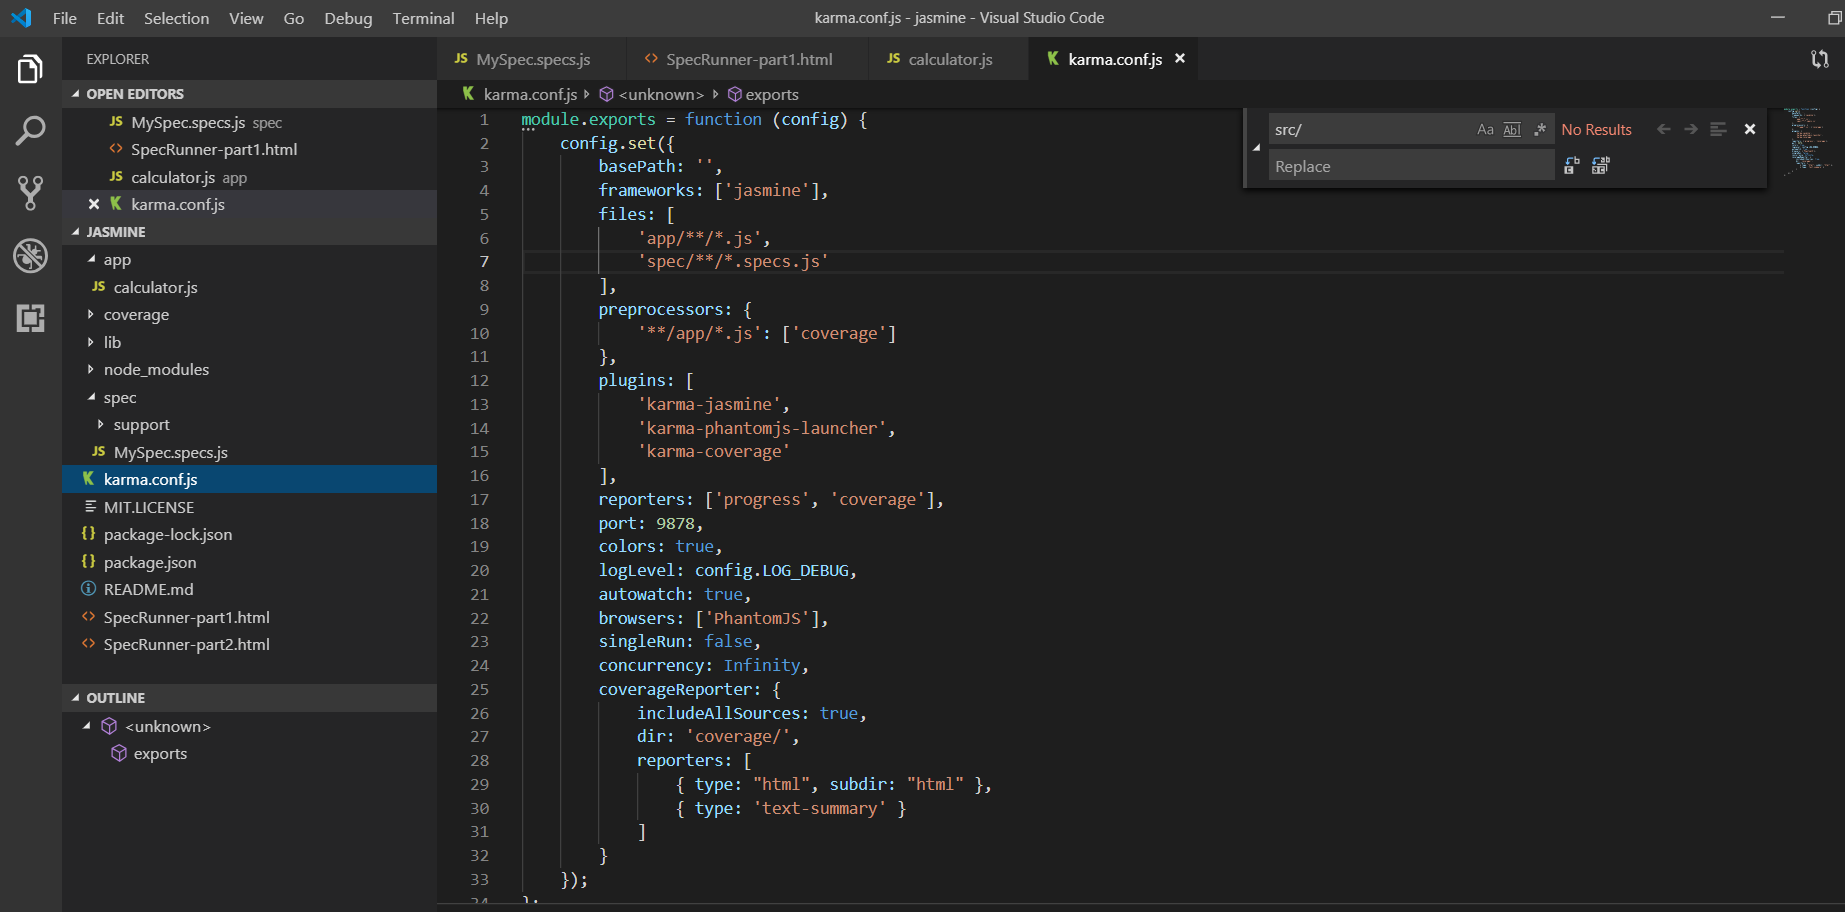 File Edit Selection View Go Debug Terminal Help
karma.conf.js - jasmine - Visual Studio Code
EXPLORER
OPEN EDITORS
JS MySpec.specs.js spec
<> SpecRunner-part1.html
JS calculator.js app
karma.conf.js
JASMINE
app
JS calculator.js
coverage
lib
node_modules
spec
support
JS MySpec.specs.js
karma.conf.js
MIT.LICENSE
{} package-lock.json
{} package.json
README.md
<> SpecRunner-part1.html
<> SpecRunner-part2.html
OUTLINE
<unknown>
exports
JS MySpec.specs.js <> SpecRunner-part1.html JS calculator.js karma.conf.js
karma.conf.js <unknown> exports
src/ Aa Abl .* No Results
Replace
1 module.exports = function (config) {
2 config.set({
3 basePath: '',
4 frameworks: ['jasmine'],
5 files: [
6 'app/**/*.js',
7 'spec/**/*.specs.js'
8 ],
9 preprocessors: {
10 '**/app/*.js': ['coverage']
11 },
12 plugins: [
13 'karma-jasmine',
14 'karma-phantomjs-launcher',
15 'karma-coverage'
16 ],
17 reporters: ['progress', 'coverage'],
18 port: 9878,
19 colors: true,
20 logLevel: config.LOG_DEBUG,
21 autowatch: true,
22 browsers: ['PhantomJS'],
23 singleRun: false,
24 concurrency: Infinity,
25 coverageReporter: {
26 includeAllSources: true,
27 dir: 'coverage/',
28 reporters: [
29 { type: "html", subdir: "html" },
30 { type: 'text-summary' }
31 ]
32 }
33 });
34 };